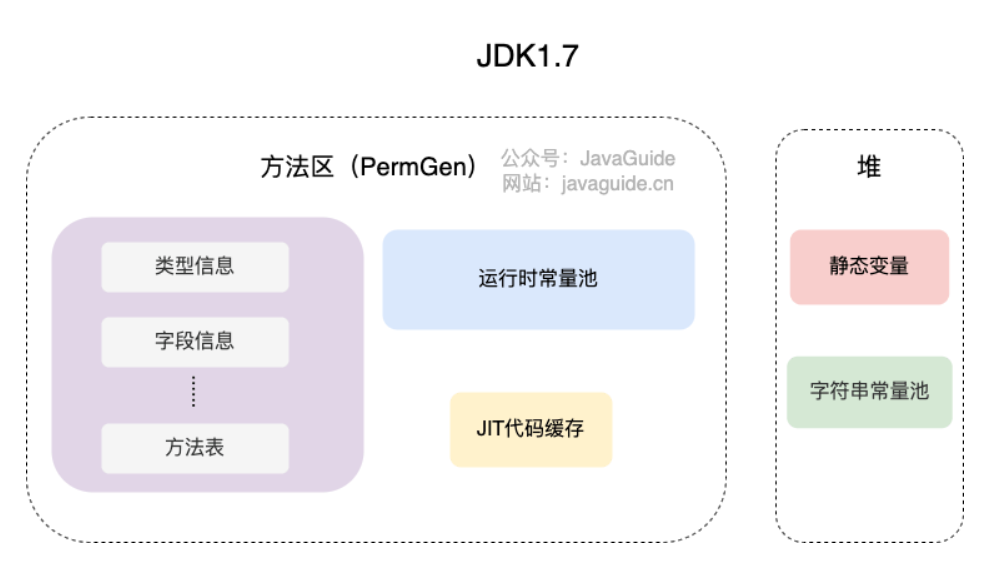 JDK1.7
方法区（PermGen）
公众号：JavaGuide
网站：javaguide.cn
堆
类型信息
字段信息
方法表
运行时常量池
JIT代码缓存
静态变量
字符串常量池